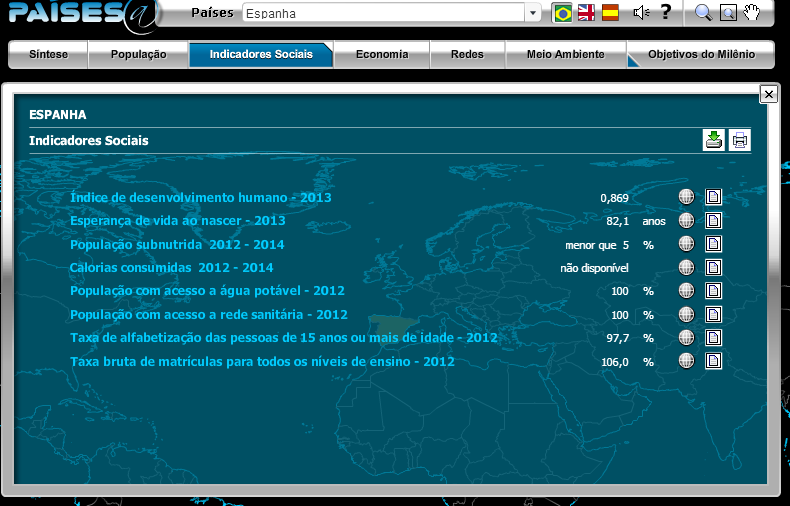 PAÍSES@
Países Espanha
?
Síntese População Indicadores Sociais Economia Redes Meio Ambiente Objetivos do Milênio
ESPANHA
Indicadores Sociais
Índice de desenvolvimento humano - 2013 0,869
Esperança de vida ao nascer - 2013 82,1 anos
População subnutrida 2012 - 2014 menor que 5 %
Calorias consumidas 2012 - 2014 não disponível
População com acesso a água potável - 2012 100 %
População com acesso a rede sanitária - 2012 100 %
Taxa de alfabetização das pessoas de 15 anos ou mais de idade - 2012 97,7 %
Taxa bruta de matrículas para todos os níveis de ensino - 2012 106,0 %